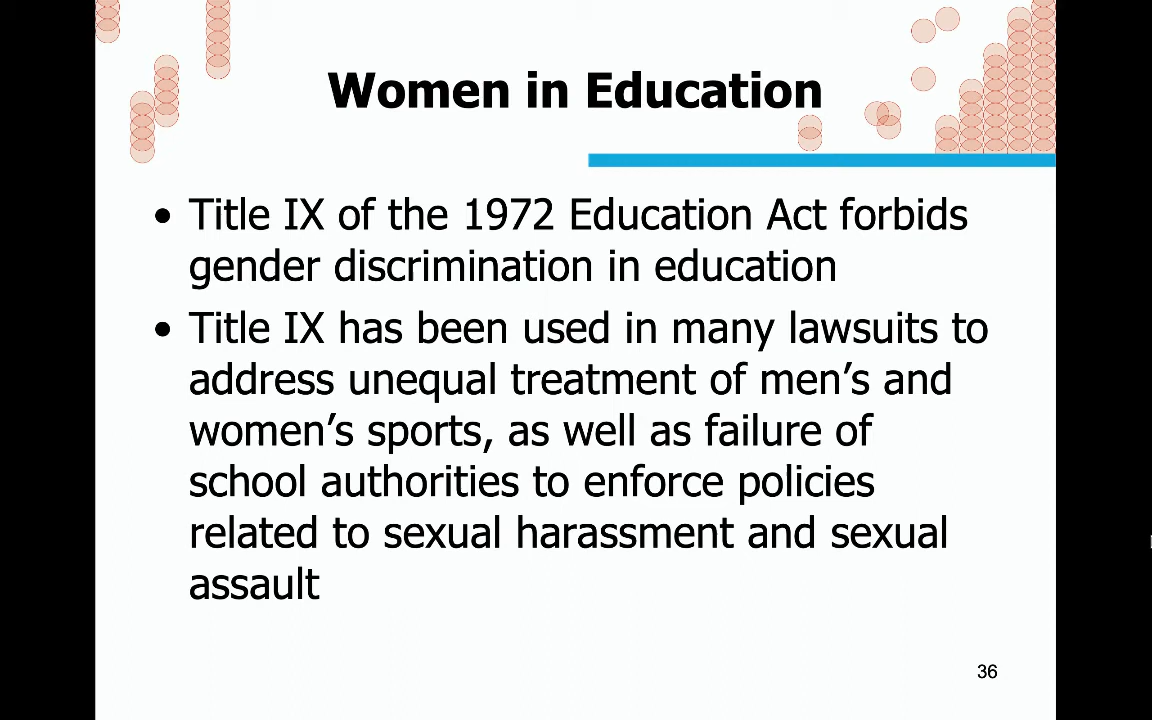 Women in Education
• Title IX of the 1972 Education Act forbids
gender discrimination in education
• Title IX has been used in many lawsuits to
address unequal treatment of men’s and
women’s sports, as well as failure of
school authorities to enforce policies
related to sexual harassment and sexual
assault
36